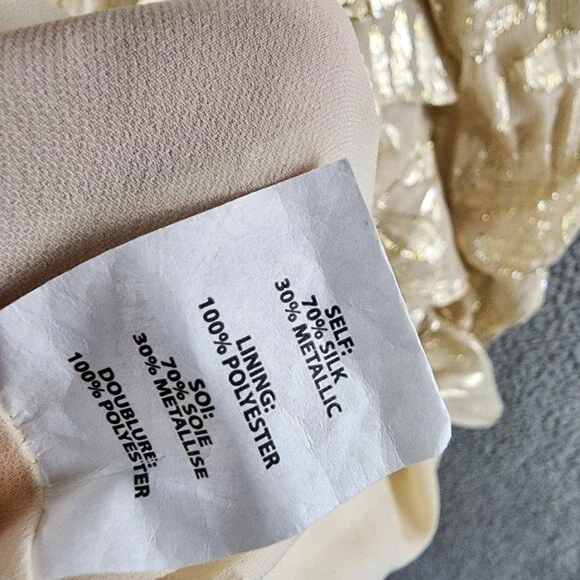 SELF:
70% SILK
30% METALLIC
LINING:
100% POLYESTER
SOI:
70% SOIE
30% METALLISE
DOUBLURE:
100% POLYESTER